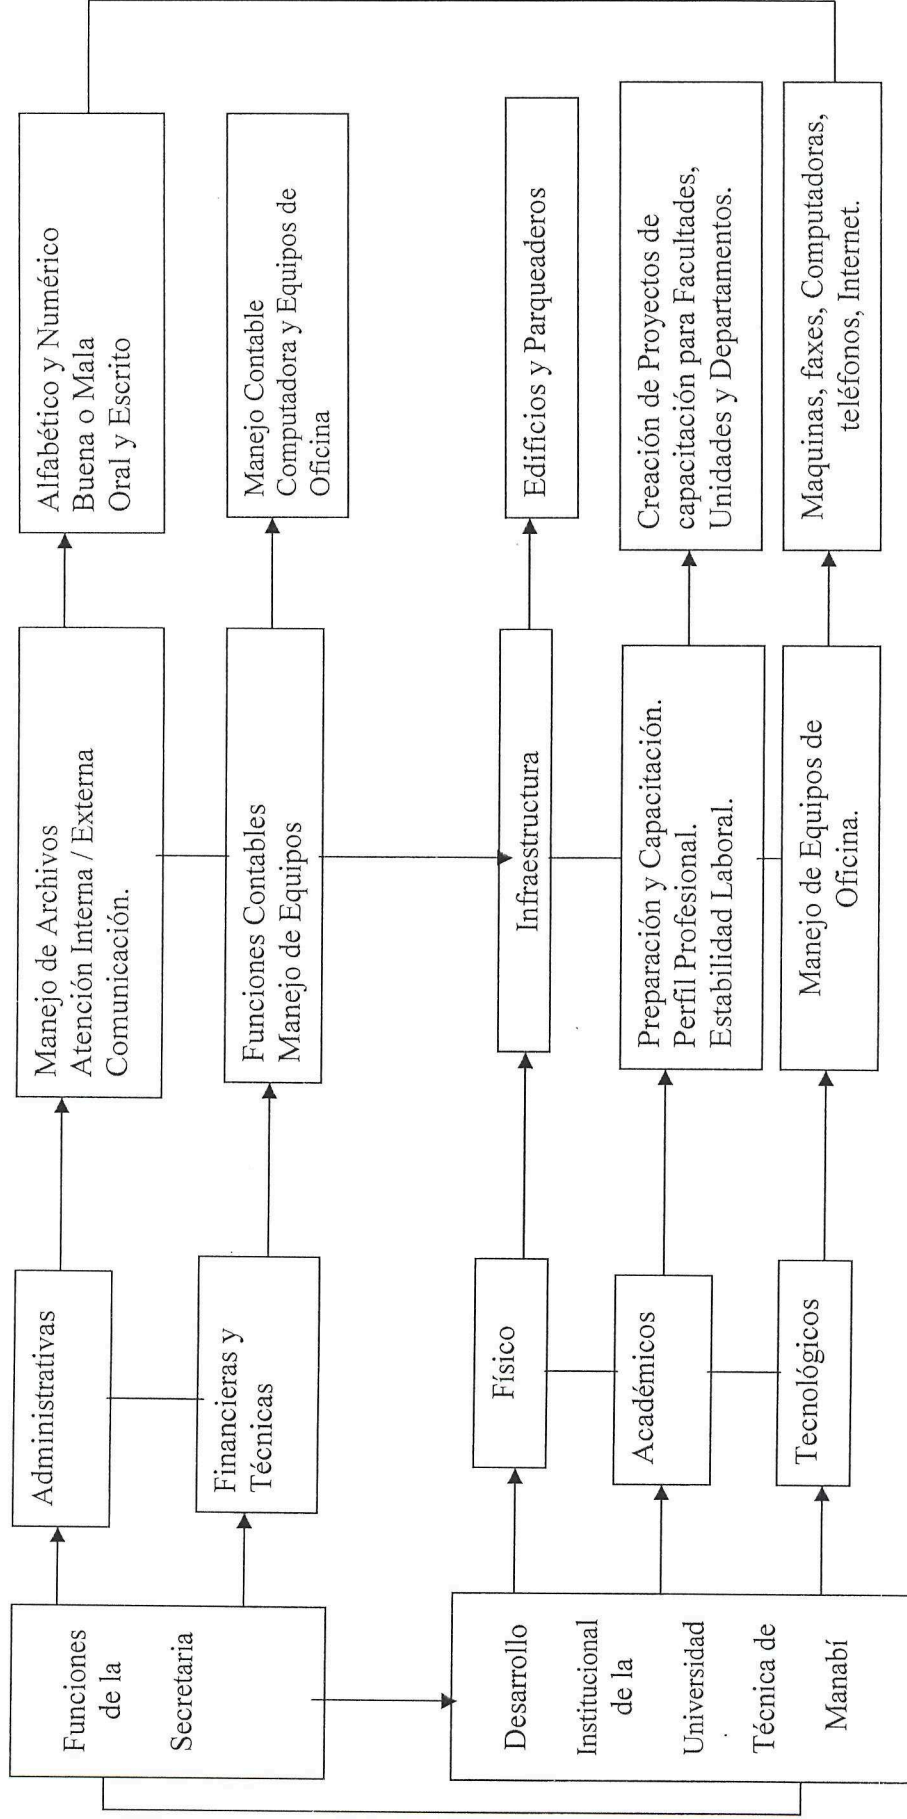 Funciones
de la
Secretaria
Administrativas
Manejo de Archivos
Atención Interna / Externa
Comunicación.
Alfabético y Numérico
Buena o Mala
Oral y Escrito
Financieras y
Técnicas
Funciones Contables
Manejo de Equipos
Manejo Contable
Computadora y Equipos de
Oficina
Desarrollo
Institucional
de la
Universidad
Técnica de
Manabí
Físico
Infraestructura
Edificios y Parqueaderos
Académicos
Preparación y Capacitación.
Perfil Profesional.
Estabilidad Laboral.
Creación de Proyectos de
capacitación para Facultades,
Unidades y Departamentos.
Tecnológicos
Manejo de Equipos de
Oficina.
Maquinas, faxes, Computadoras,
teléfonos, Internet.